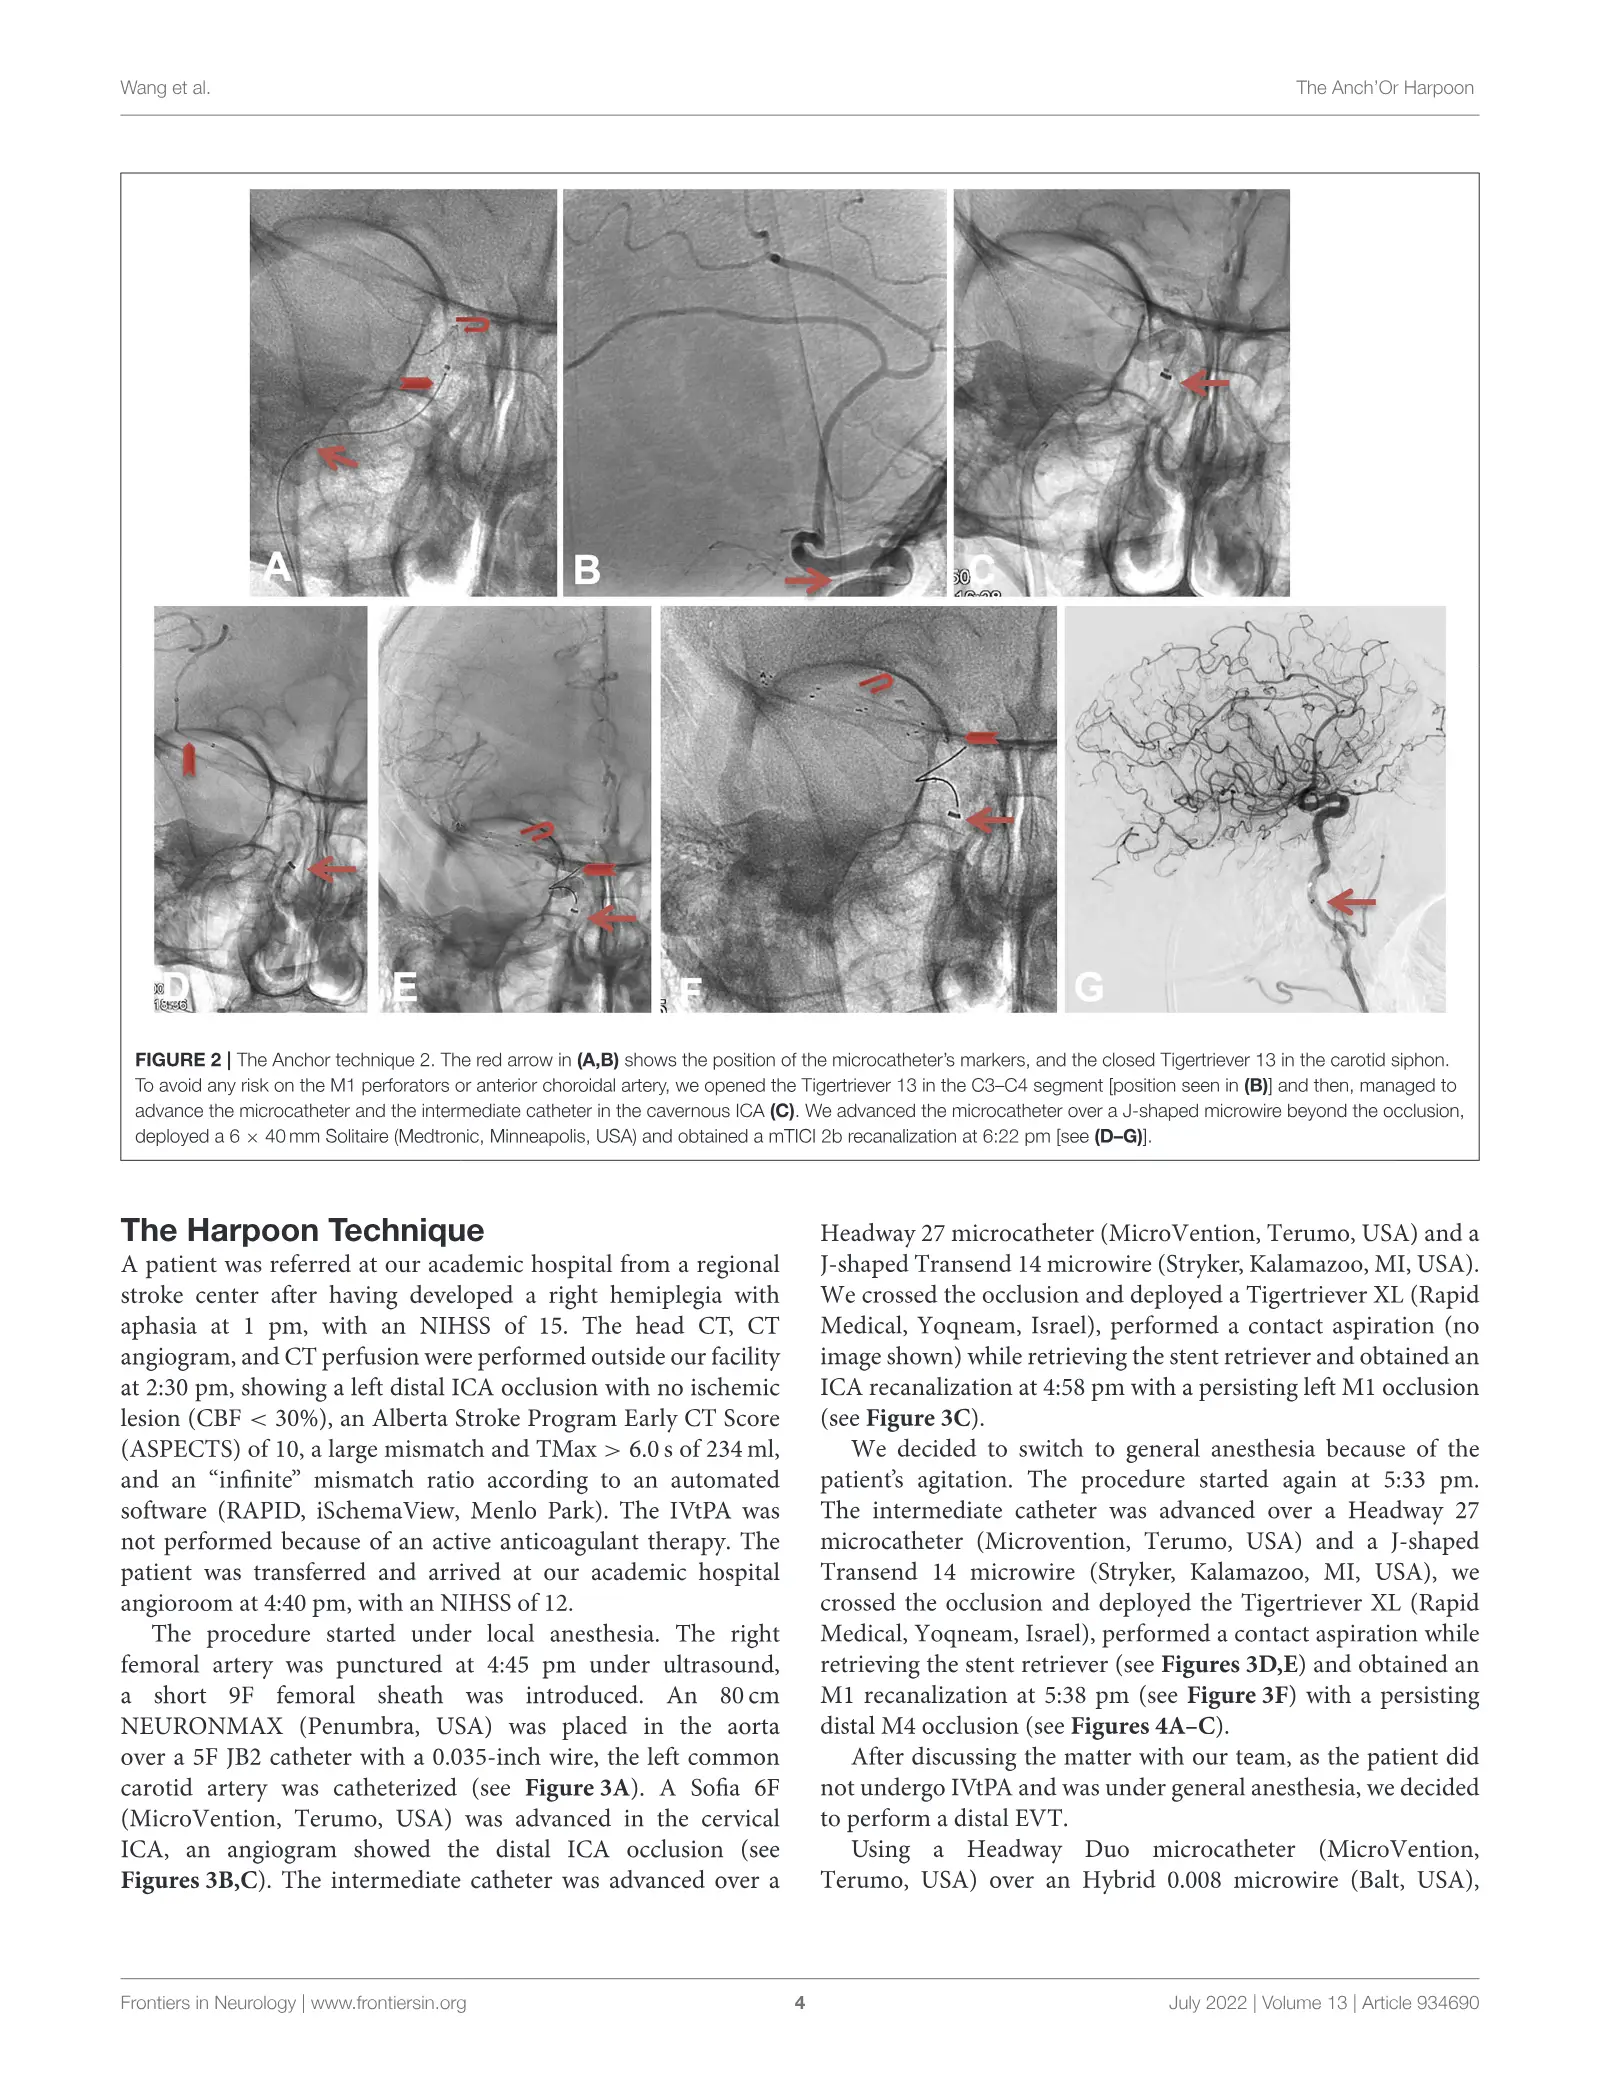 Wang et al.
The Anch’Or Harpoon
A
B
50
16:28
C
D
E
F
G
FIGURE 2 | The Anchor technique 2. The red arrow in (A,B) shows the position of the microcatheter’s markers, and the closed Tigertriever 13 in the carotid siphon.
To avoid any risk on the M1 perforators or anterior choroidal artery, we opened the Tigertriever 13 in the C3–C4 segment [position seen in (B)] and then, managed to
advance the microcatheter and the intermediate catheter in the cavernous ICA (C). We advanced the microcatheter over a J-shaped microwire beyond the occlusion,
deployed a 6 × 40 mm Solitaire (Medtronic, Minneapolis, USA) and obtained a mTICI 2b recanalization at 6:22 pm [see (D–G)].
The Harpoon Technique
A patient was referred at our academic hospital from a regional
stroke center after having developed a right hemiplegia with
aphasia at 1 pm, with an NIHSS of 15. The head CT, CT
angiogram, and CT perfusion were performed outside our facility
at 2:30 pm, showing a left distal ICA occlusion with no ischemic
lesion (CBF < 30%), an Alberta Stroke Program Early CT Score
(ASPECTS) of 10, a large mismatch and TMax > 6.0 s of 234 ml,
and an “infinite” mismatch ratio according to an automated
software (RAPID, iSchemaView, Menlo Park). The IVtPA was
not performed because of an active anticoagulant therapy. The
patient was transferred and arrived at our academic hospital
angioroom at 4:40 pm, with an NIHSS of 12.
The procedure started under local anesthesia. The right
femoral artery was punctured at 4:45 pm under ultrasound,
a short 9F femoral sheath was introduced. An 80 cm
NEURONMAX (Penumbra, USA) was placed in the aorta
over a 5F JB2 catheter with a 0.035-inch wire, the left common
carotid artery was catheterized (see Figure 3A). A Sofia 6F
(MicroVention, Terumo, USA) was advanced in the cervical
ICA, an angiogram showed the distal ICA occlusion (see
Figures 3B,C). The intermediate catheter was advanced over a
Headway 27 microcatheter (MicroVention, Terumo, USA) and a
J-shaped Transend 14 microwire (Stryker, Kalamazoo, MI, USA).
We crossed the occlusion and deployed a Tigertriever XL (Rapid
Medical, Yoqneam, Israel), performed a contact aspiration (no
image shown) while retrieving the stent retriever and obtained an
ICA recanalization at 4:58 pm with a persisting left M1 occlusion
(see Figure 3C).
We decided to switch to general anesthesia because of the
patient’s agitation. The procedure started again at 5:33 pm.
The intermediate catheter was advanced over a Headway 27
microcatheter (Microvention, Terumo, USA) and a J-shaped
Transend 14 microwire (Stryker, Kalamazoo, MI, USA), we
crossed the occlusion and deployed the Tigertriever XL (Rapid
Medical, Yoqneam, Israel), performed a contact aspiration while
retrieving the stent retriever (see Figures 3D,E) and obtained an
M1 recanalization at 5:38 pm (see Figure 3F) with a persisting
distal M4 occlusion (see Figures 4A–C).
After discussing the matter with our team, as the patient did
not undergo IVtPA and was under general anesthesia, we decided
to perform a distal EVT.
Using a Headway Duo microcatheter (MicroVention,
Terumo, USA) over an Hybrid 0.008 microwire (Balt, USA),
Frontiers in Neurology | www.frontiersin.org
4
July 2022 | Volume 13 | Article 934690